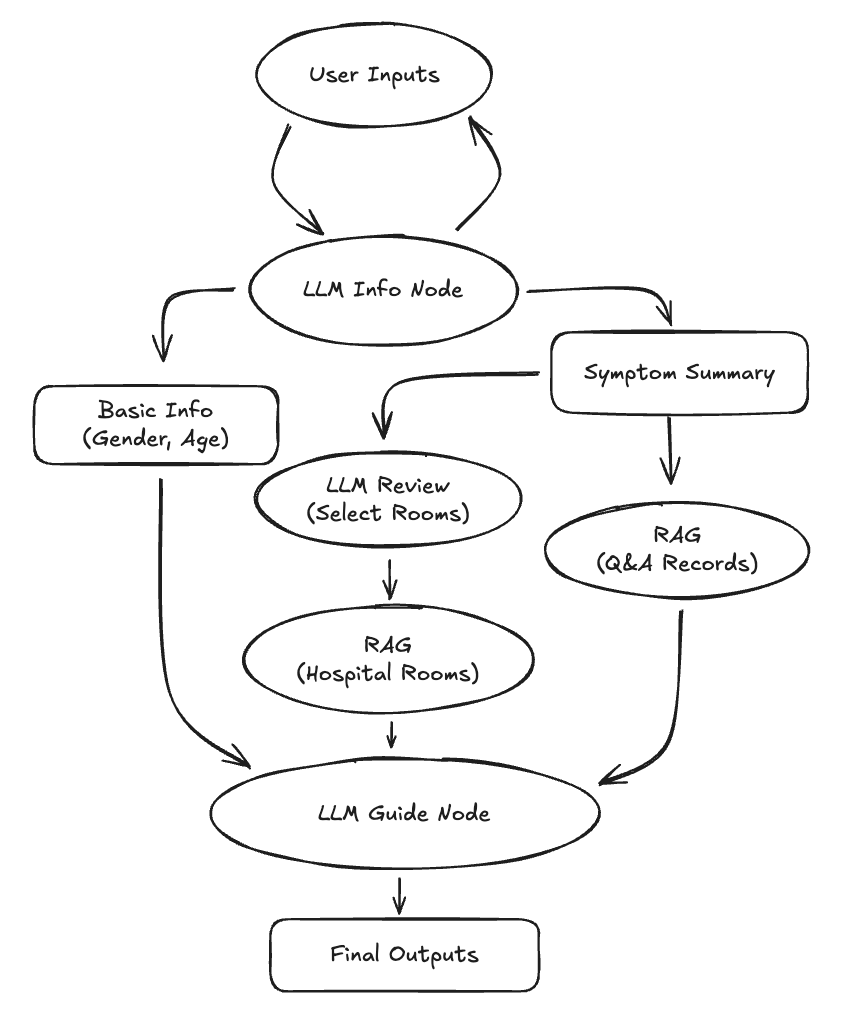 User Inputs
LLM Info Node
Symptom Summary
Basic Info
(Gender, Age)
LLM Review
(Select Rooms)
RAG
(Q&A Records)
RAG
(Hospital Rooms)
LLM Guide Node
Final Outputs